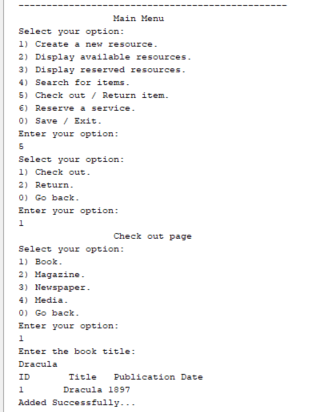 ------------------------------------------------
Main Menu
Select your option:
1) Create a new resource.
2) Display available resources.
3) Display reserved resources.
4) Search for items.
5) Check out / Return item.
6) Reserve a service.
0) Save / Exit.
Enter your option:
5
Select your option:
1) Check out.
2) Return.
0) Go back.
Enter your option:
1
Check out page
Select your option:
1) Book.
2) Magazine.
3) Newspaper.
4) Media.
0) Go back.
Enter your option:
1
Enter the book title:
Dracula
ID Title Publication Date
1 Dracula 1897
Added Successfully...